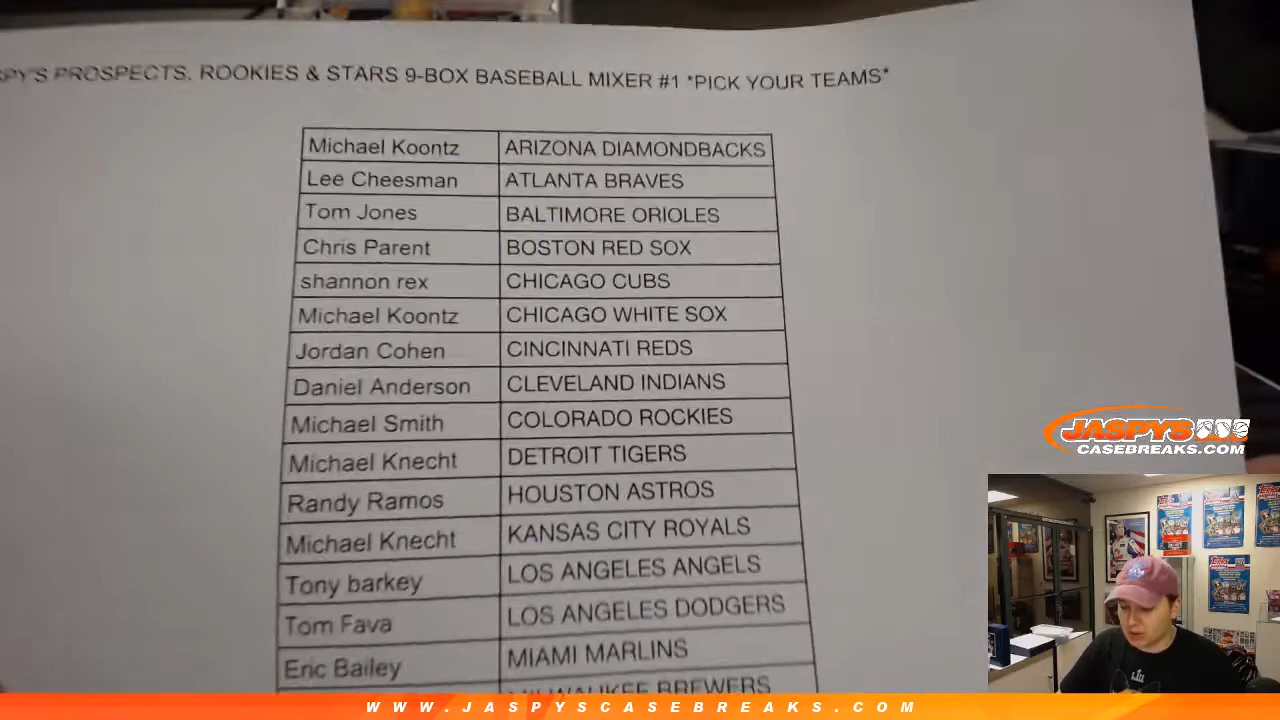 PY'S PROSPECTS, ROOKIES & STARS 9-BOX BASEBALL MIXER #1 *PICK YOUR TEAMS*
Michael Koontz ARIZONA DIAMONDBACKS
Lee Cheesman ATLANTA BRAVES
Tom Jones BALTIMORE ORIOLES
Chris Parent BOSTON RED SOX
shannon rex CHICAGO CUBS
Michael Koontz CHICAGO WHITE SOX
Jordan Cohen CINCINNATI REDS
Daniel Anderson CLEVELAND INDIANS
Michael Smith COLORADO ROCKIES
Michael Knecht DETROIT TIGERS
Randy Ramos HOUSTON ASTROS
Michael Knecht KANSAS CITY ROYALS
Tony barkey LOS ANGELES ANGELS
Tom Fava LOS ANGELES DODGERS
Eric Bailey MIAMI MARLINS
MILWAUKEE BREWERS
JASPYS
CASEBREAKS.COM
WWW.JASPYSCASEBREAKS.COM